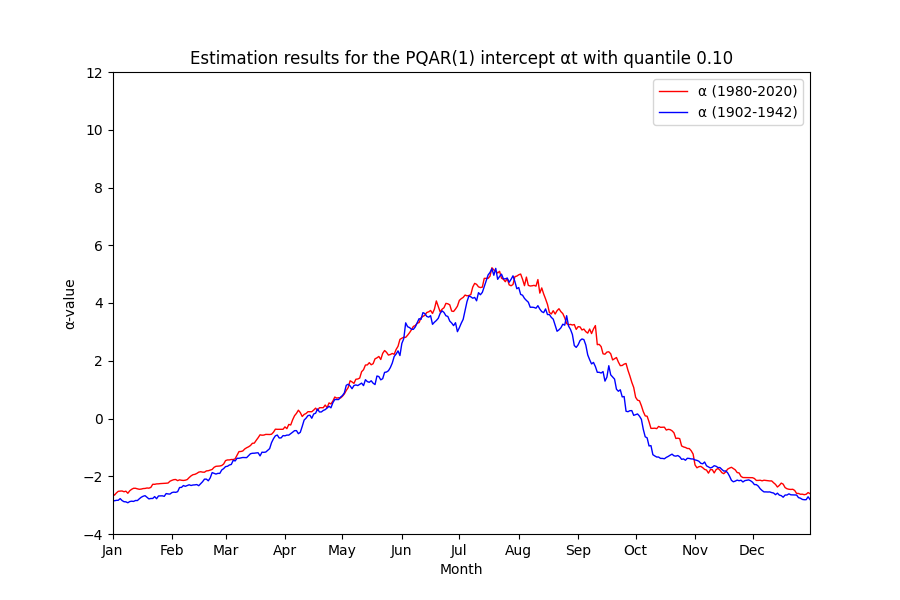 Estimation results for the PQAR(1) intercept αt with quantile 0.10
α (1980-2020)
α (1902-1942)
12
10
8
6
4
2
0
−2
−4
α-value
Jan Feb Mar Apr May Jun Jul Aug Sep Oct Nov Dec
Month